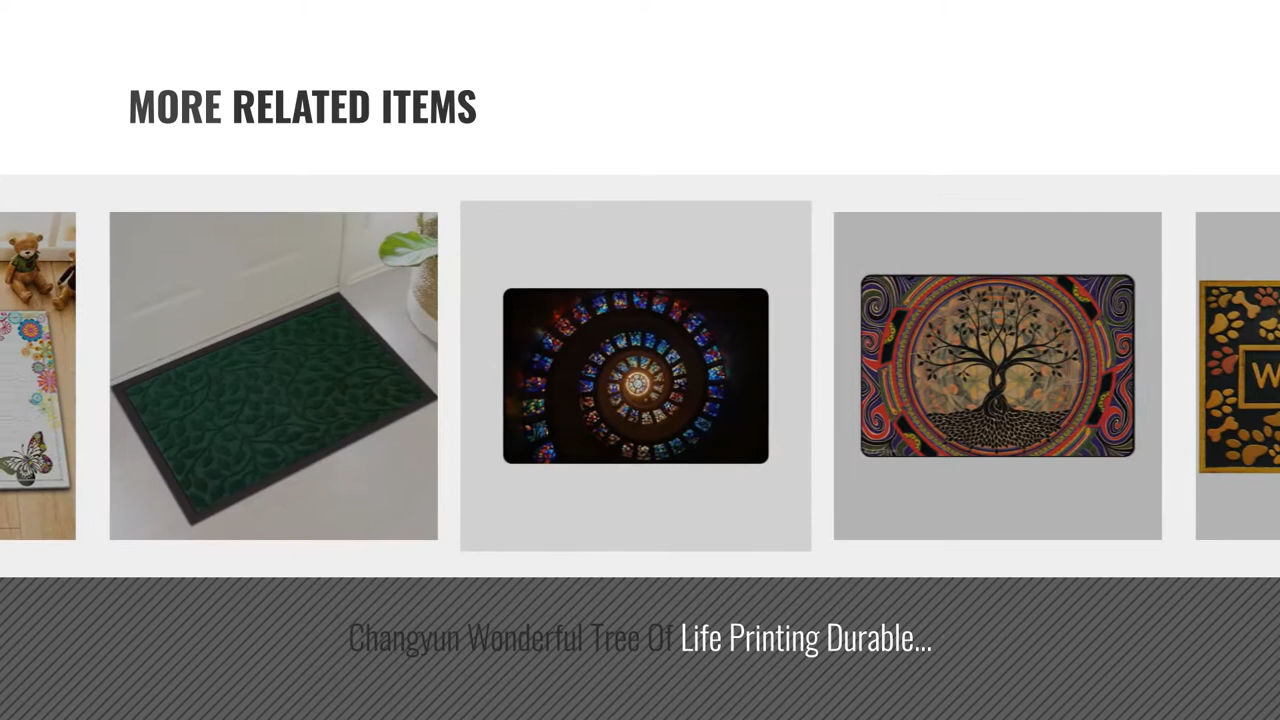 MORE RELATED ITEMS
W
Changyun Wonderful Tree Of Life Printing Durable...